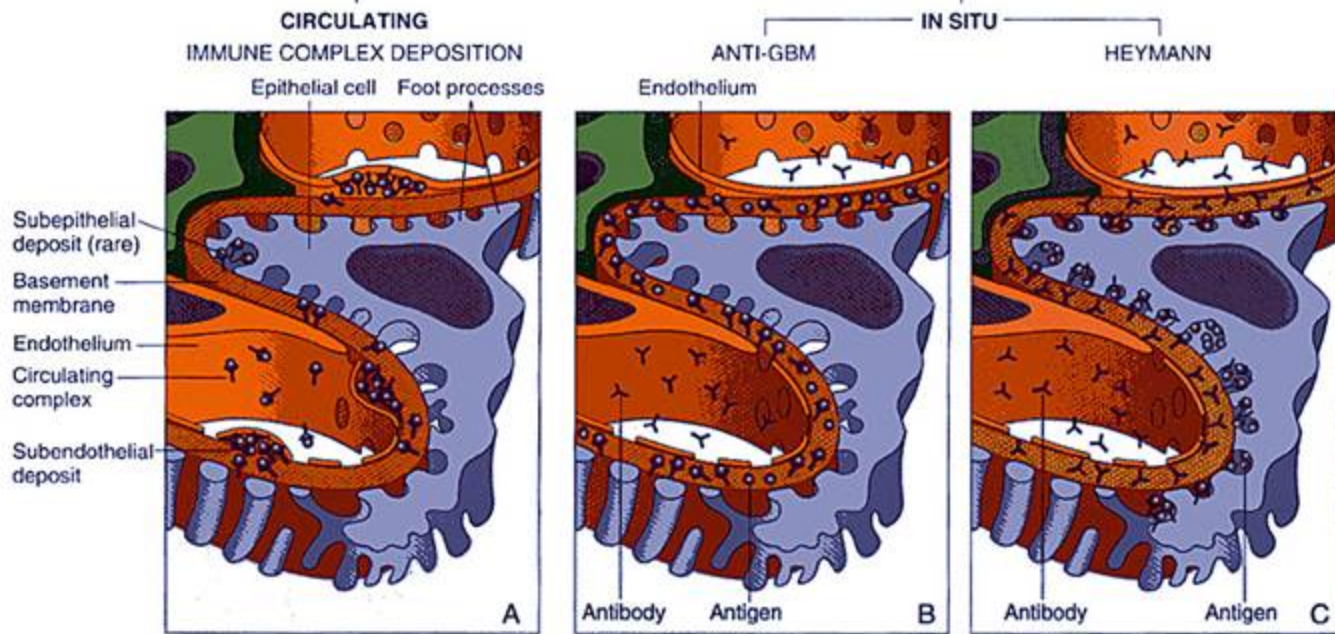 CIRCULATING
IMMUNE COMPLEX DEPOSITION
IN SITU
ANTI-GBM
HEYMANN
Epithelial cell
Foot processes
Endothelium
Subepithelial
deposit (rare)
Basement
membrane
Endothelium
Circulating
complex
Subendothelial
deposit
A
Antibody
Antigen
B
Antibody
Antigen
C